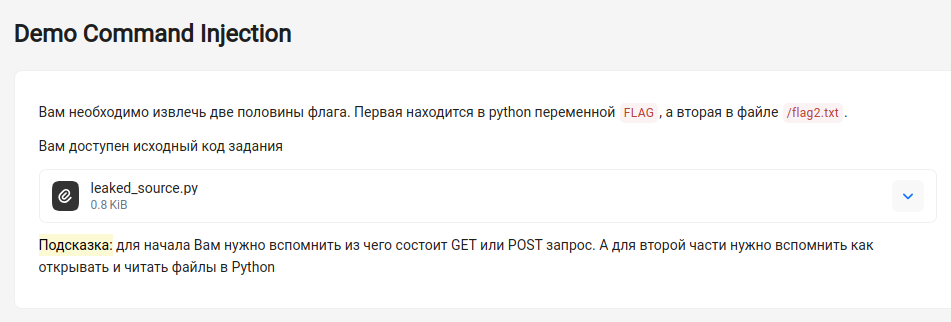 Demo Command Injection
Вам необходимо извлечь две половины флага. Первая находится в python переменной FLAG , а вторая в файле /flag2.txt .
Вам доступен исходный код задания
leaked_source.py
0.8 KiB
Подсказка: для начала Вам нужно вспомнить из чего состоит GET или POST запрос. А для второй части нужно вспомнить как
открывать и читать файлы в Python